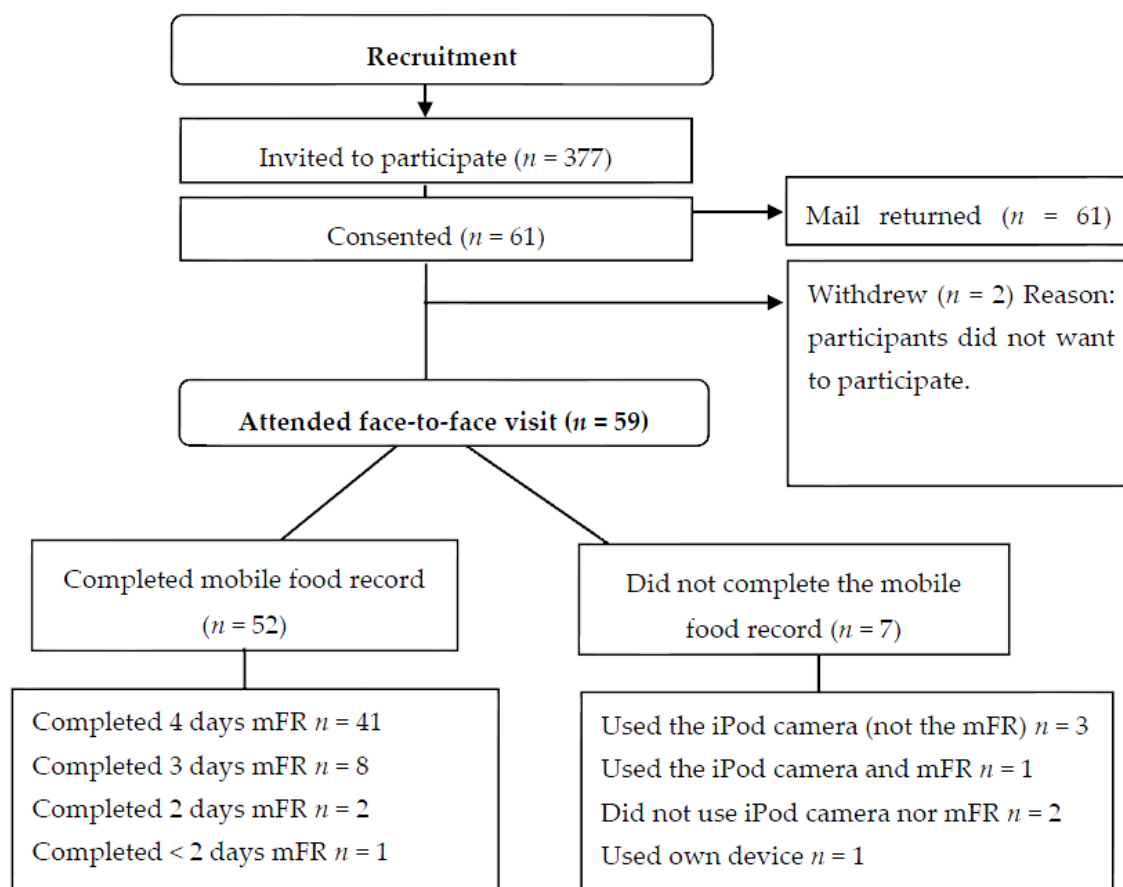 Recruitment
Invited to participate (n = 377)
Consented (n = 61)
Mail returned (n = 61)
Withdrew (n = 2) Reason:
participants did not want
to participate.
Attended face-to-face visit (n = 59)
Completed mobile food record
(n = 52)
Did not complete the mobile
food record (n = 7)
Completed 4 days mFR n = 41
Completed 3 days mFR n = 8
Completed 2 days mFR n = 2
Completed < 2 days mFR n = 1
Used the iPod camera (not the mFR) n = 3
Used the iPod camera and mFR n = 1
Did not use iPod camera nor mFR n = 2
Used own device n = 1